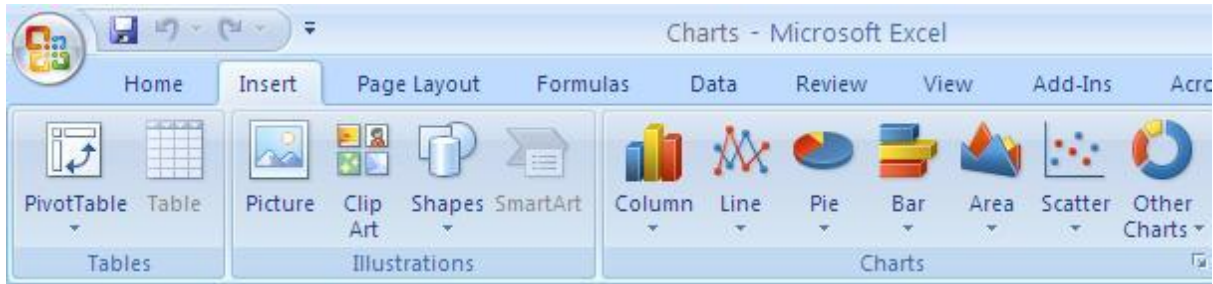 Charts - Microsoft Excel
Home Insert Page Layout Formulas Data Review View Add-Ins Acro
PivotTable Table Picture Clip Art Shapes SmartArt Column Line Pie Bar Area Scatter Other Charts
Tables Illustrations Charts